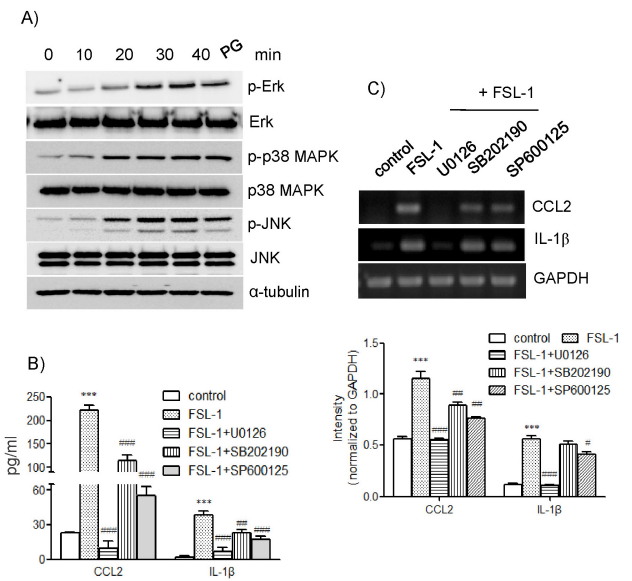 A)
0 10 20 30 40 PG min
p-Erk
Erk
p-p38 MAPK
p38 MAPK
p-JNK
JNK
α-tubulin
B)
control
FSL-1
FSL-1+U0126
FSL-1+SB202190
FSL-1+SP600125
pg/ml
250
200
150
100
60
30
0
***
###
###
###
***
###
##
###
CCL2 IL-1β
C)
+ FSL-1
control FSL-1 U0126 SB202190 SP600125
CCL2
IL-1β
GAPDH
control FSL-1
FSL-1+U0126
FSL-1+SB202190
FSL-1+SP600125
Intensity
(normalized to GAPDH)
1.5
1.0
0.5
0.0
***
###
##
##
***
###
#
CCL2 IL-1β